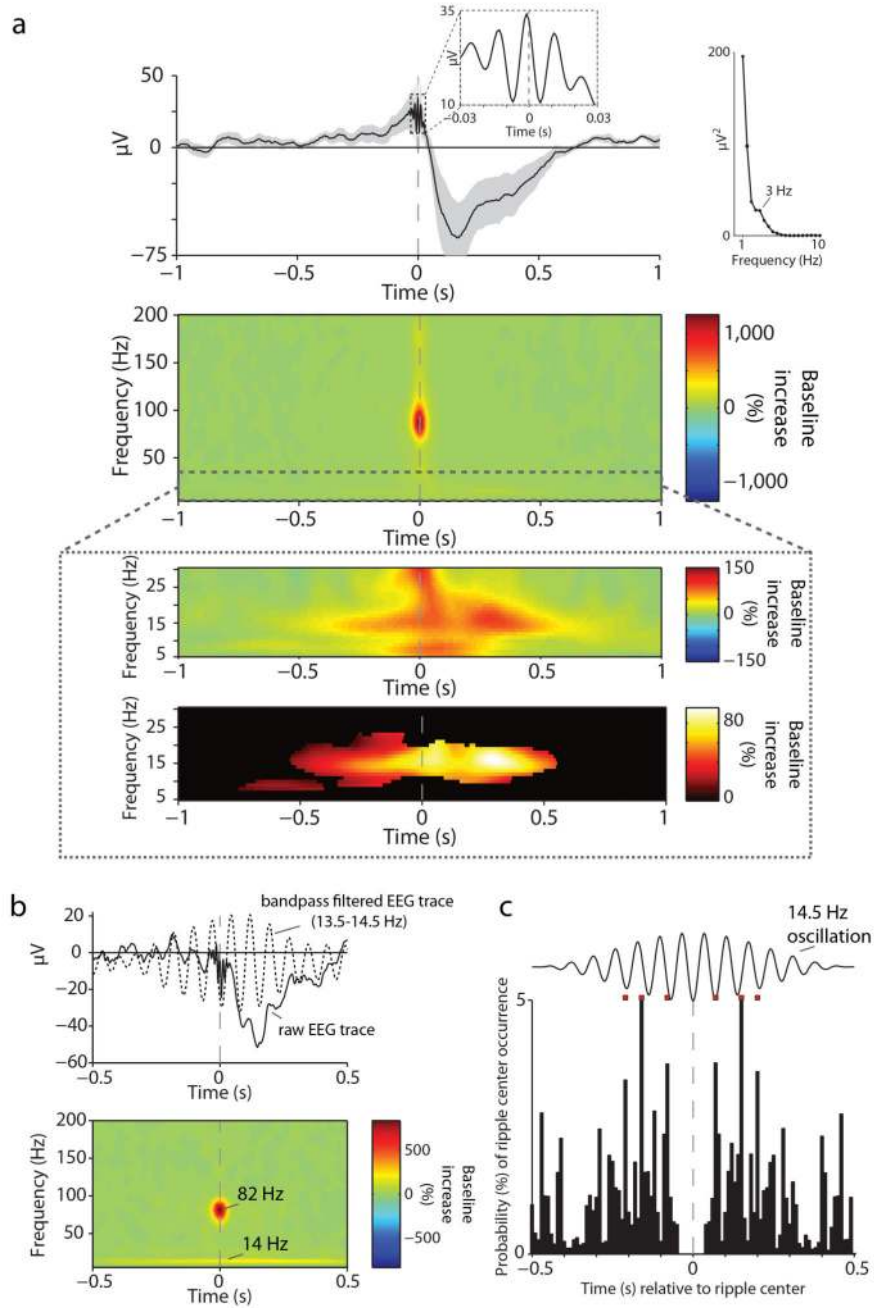 a
35
μV
10
−0.03
0
0.03
Time (s)
50
μV
0
−75
−1
−0.5
0
0.5
1
Time (s)
200
μV²
3 Hz
0
1
10
Frequency (Hz)
200
150
100
50
Frequency (Hz)
−1
−0.5
0
0.5
1
Time (s)
1,000
0
−1,000
Baseline
increase
(%)
25
15
5
Frequency (Hz)
−1
−0.5
0
0.5
1
Time (s)
150
0
−150
Baseline
increase
(%)
25
15
5
Frequency (Hz)
−1
−0.5
0
0.5
1
Time (s)
80
0
Baseline
increase
(%)
b
20
0
−20
−40
−60
μV
bandpass filtered EEG trace
(13.5-14.5 Hz)
raw EEG trace
−0.5
0
0.5
Time (s)
200
150
100
50
Frequency (Hz)
82 Hz
14 Hz
−0.5
0
0.5
Time (s)
500
0
−500
Baseline
increase
(%)
c
14.5 Hz
oscillation
5
0
Probability (%) of ripple center occurrence
−0.5
0
0.5
Time (s) relative to ripple center